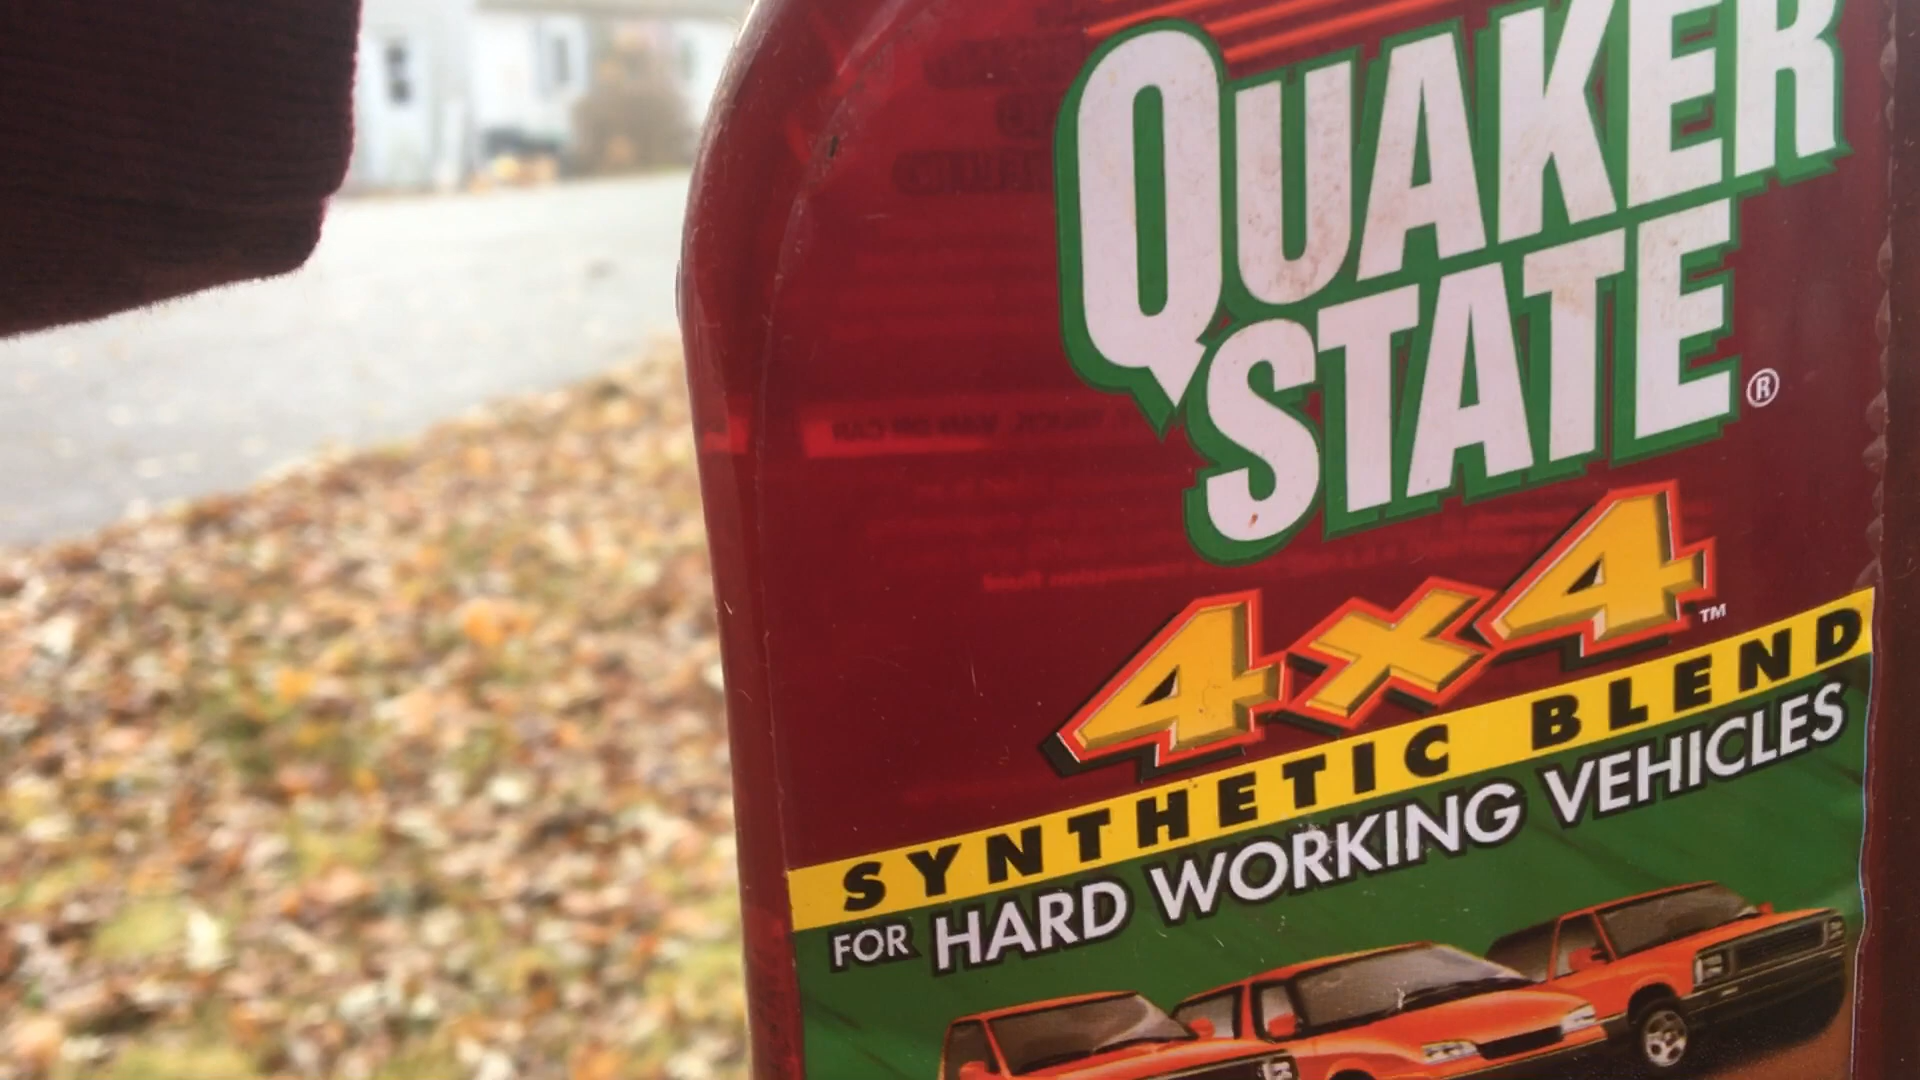 QUAKER
STATE®
4x4™
SYNTHETIC BLEND
FOR HARD WORKING VEHICLES